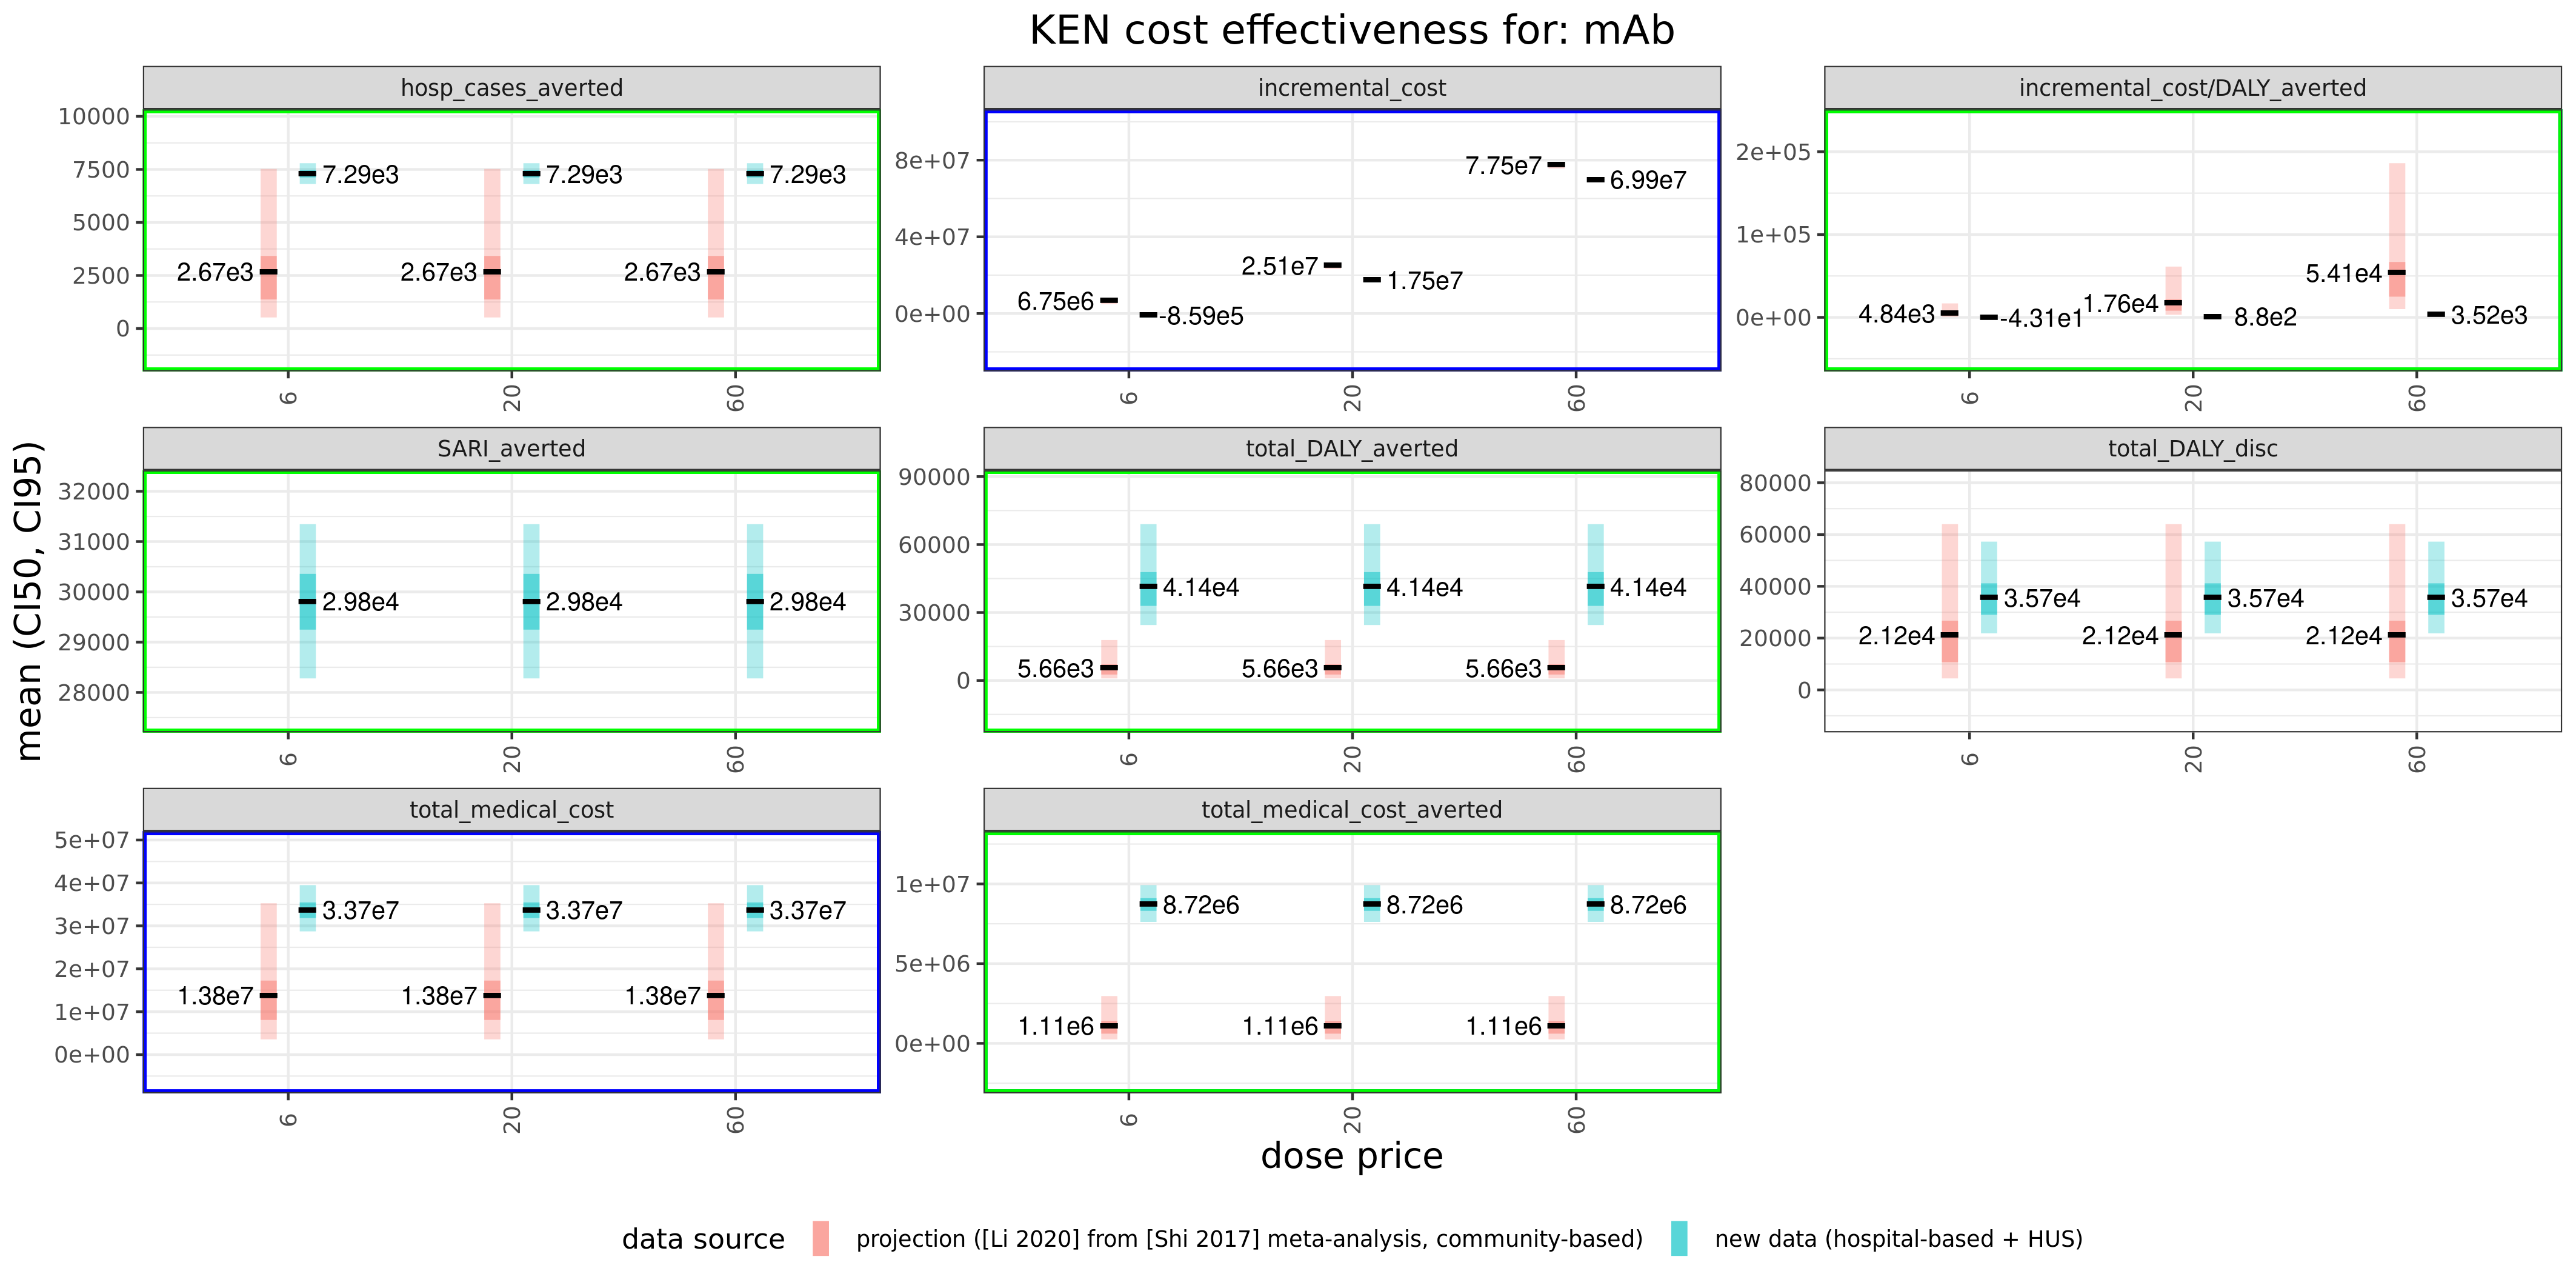 KEN cost effectiveness for: mAb
hosp_cases_averted
10000
7500
5000
2500
0
7.29e3
7.29e3
7.29e3
2.67e3
2.67e3
2.67e3
6
20
60
incremental_cost
8e+07
4e+07
0e+00
7.75e7
6.99e7
2.51e7
1.75e7
6.75e6
-8.59e5
6
20
60
incremental_cost/DALY_averted
2e+05
1e+05
0e+00
5.41e4
4.84e3
-4.31e1
1.76e4
8.8e2
3.52e3
6
20
60
mean (CI50, CI95)
SARI_averted
32000
31000
30000
29000
28000
2.98e4
2.98e4
2.98e4
6
20
60
total_DALY_averted
90000
60000
30000
0
4.14e4
4.14e4
4.14e4
5.66e3
5.66e3
5.66e3
6
20
60
total_DALY_disc
80000
60000
40000
20000
0
3.57e4
3.57e4
3.57e4
2.12e4
2.12e4
2.12e4
6
20
60
total_medical_cost
5e+07
4e+07
3e+07
2e+07
1e+07
0e+00
3.37e7
3.37e7
3.37e7
1.38e7
1.38e7
1.38e7
6
20
60
total_medical_cost_averted
1e+07
5e+06
0e+00
8.72e6
8.72e6
8.72e6
1.11e6
1.11e6
1.11e6
6
20
60
dose price
data source
projection ([Li 2020] from [Shi 2017] meta-analysis, community-based)
new data (hospital-based + HUS)